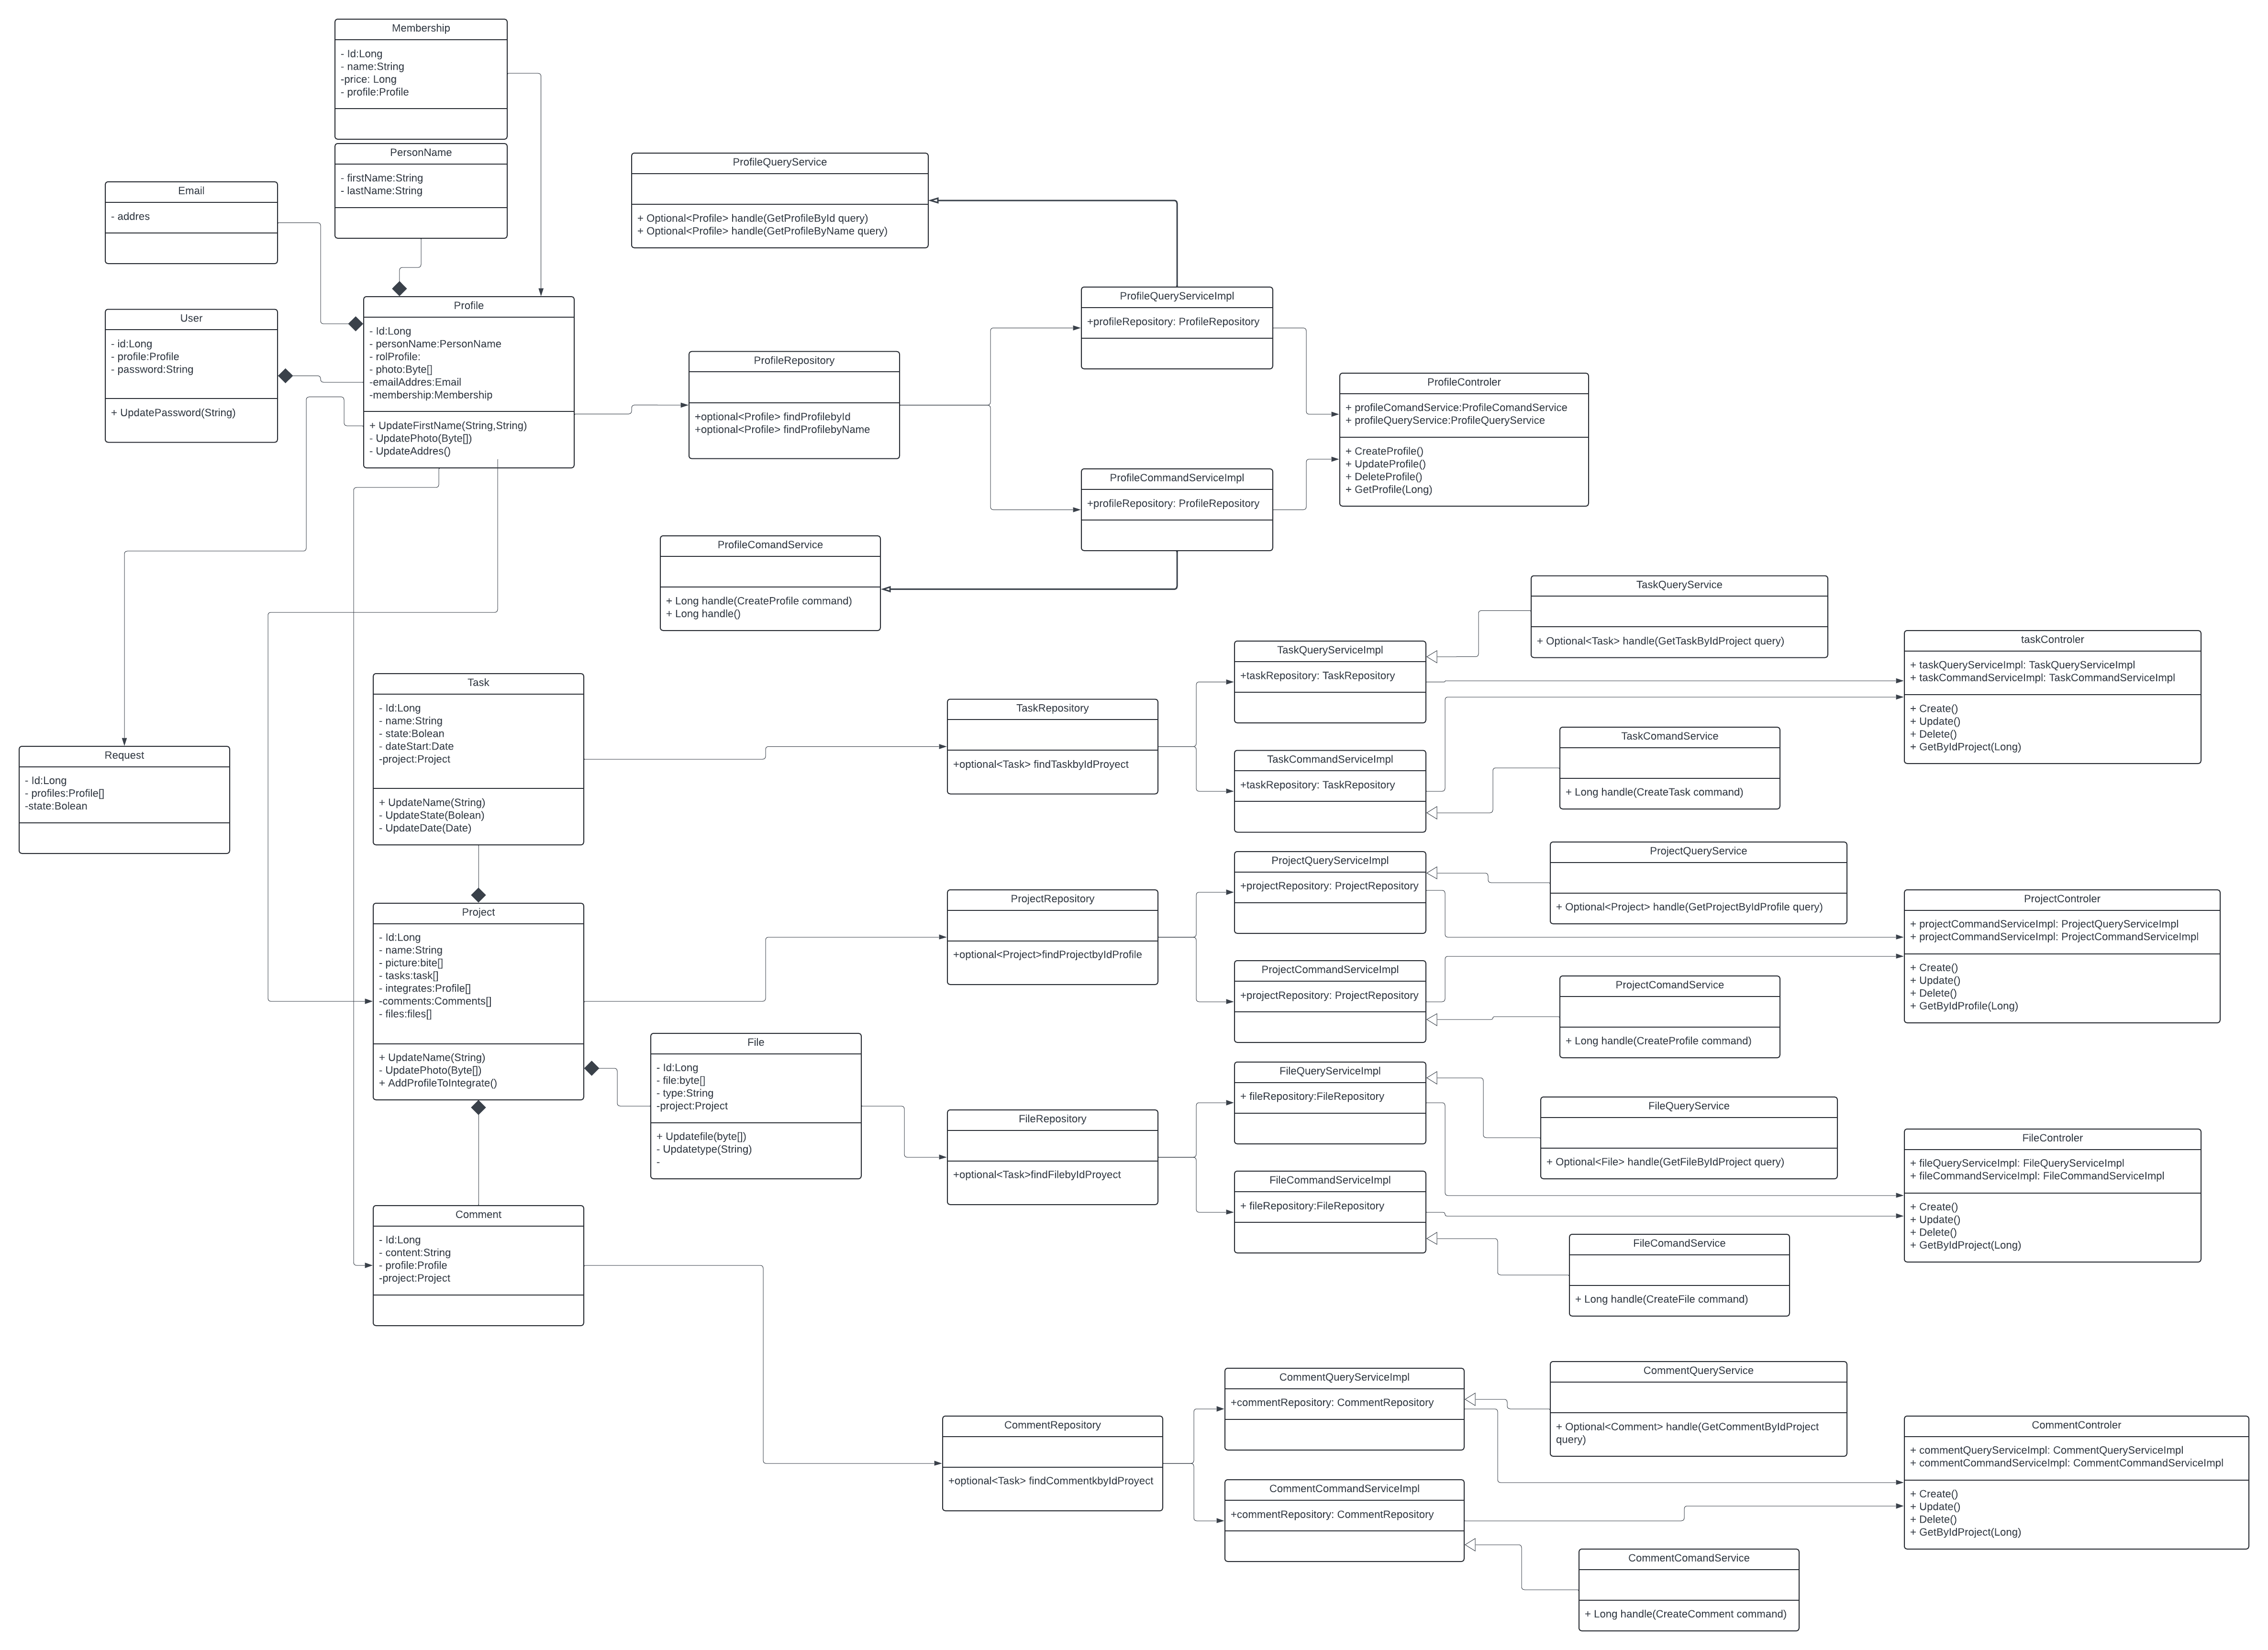 Membership
- Id:Long
- name:String
-price: Long
- profile:Profile
PersonName
- firstName:String
- lastName:String
Email
- addres
User
- id:Long
- profile:Profile
- password:String
+ UpdatePassword(String)
Profile
- Id:Long
- personName:PersonName
- rolProfile:
- photo:Byte[]
-emailAddres:Email
-membership:Membership
+ UpdateFirstName(String,String)
- UpdatePhoto(Byte[])
- UpdateAddres()
ProfileQueryService
+ Optional<Profile> handle(GetProfileById query)
+ Optional<Profile> handle(GetProfileByName query)
ProfileRepository
+optional<Profile> findProfilebyId
+optional<Profile> findProfilebyName
ProfileQueryServiceImpl
+profileRepository: ProfileRepository
ProfileCommandServiceImpl
+profileRepository: ProfileRepository
ProfileControler
+ profileComandService:ProfileComandService
+ profileQueryService:ProfileQueryService
+ CreateProfile()
+ UpdateProfile()
+ DeleteProfile()
+ GetProfile(Long)
ProfileComandService
+ Long handle(CreateProfile command)
+ Long handle()
Request
- Id:Long
- profiles:Profile[]
-state:Bolean
Task
- Id:Long
- name:String
- state:Bolean
- dateStart:Date
-project:Project
+ UpdateName(String)
- UpdateState(Bolean)
- UpdateDate(Date)
TaskRepository
+optional<Task> findTaskbyIdProyect
TaskQueryServiceImpl
+taskRepository: TaskRepository
TaskCommandServiceImpl
+taskRepository: TaskRepository
TaskQueryService
+ Optional<Task> handle(GetTaskByIdProject query)
TaskComandService
+ Long handle(CreateTask command)
taskControler
+ taskQueryServiceImpl: TaskQueryServiceImpl
+ taskCommandServiceImpl: TaskCommandServiceImpl
+ Create()
+ Update()
+ Delete()
+ GetByIdProject(Long)
Project
- Id:Long
- name:String
- picture:bite[]
- tasks:task[]
- integrates:Profile[]
-comments:Comments[]
- files:files[]
+ UpdateName(String)
- UpdatePhoto(Byte[])
+ AddProfileToIntegrate()
ProjectRepository
+optional<Project>findProjectbyIdProfile
ProjectQueryServiceImpl
+projectRepository: ProjectRepository
ProjectCommandServiceImpl
+projectRepository: ProjectRepository
ProjectQueryService
+ Optional<Project> handle(GetProjectByIdProfile query)
ProjectComandService
+ Long handle(CreateProfile command)
ProjectControler
+ projectCommandServiceImpl: ProjectQueryServiceImpl
+ projectCommandServiceImpl: ProjectCommandServiceImpl
+ Create()
+ Update()
+ Delete()
+ GetByIdProfile(Long)
File
- Id:Long
- file:byte[]
- type:String
-project:Project
+ Updatefile(byte[])
- Updatetype(String)
-
FileRepository
+optional<Task>findFilebyIdProyect
FileQueryServiceImpl
+ fileRepository:FileRepository
FileCommandServiceImpl
+ fileRepository:FileRepository
FileQueryService
+ Optional<File> handle(GetFileByIdProject query)
FileComandService
+ Long handle(CreateFile command)
FileControler
+ fileQueryServiceImpl: FileQueryServiceImpl
+ fileCommandServiceImpl: FileCommandServiceImpl
+ Create()
+ Update()
+ Delete()
+ GetByIdProject(Long)
Comment
- Id:Long
- content:String
- profile:Profile
-project:Project
CommentRepository
+optional<Task> findCommentkbyIdProyect
CommentQueryServiceImpl
+commentRepository: CommentRepository
CommentCommandServiceImpl
+commentRepository: CommentRepository
CommentQueryService
+ Optional<Comment> handle(GetCommentByIdProject
query)
CommentComandService
+ Long handle(CreateComment command)
CommentControler
+ commentQueryServiceImpl: CommentQueryServiceImpl
+ commentCommandServiceImpl: CommentCommandServiceImpl
+ Create()
+ Update()
+ Delete()
+ GetByIdProject(Long)